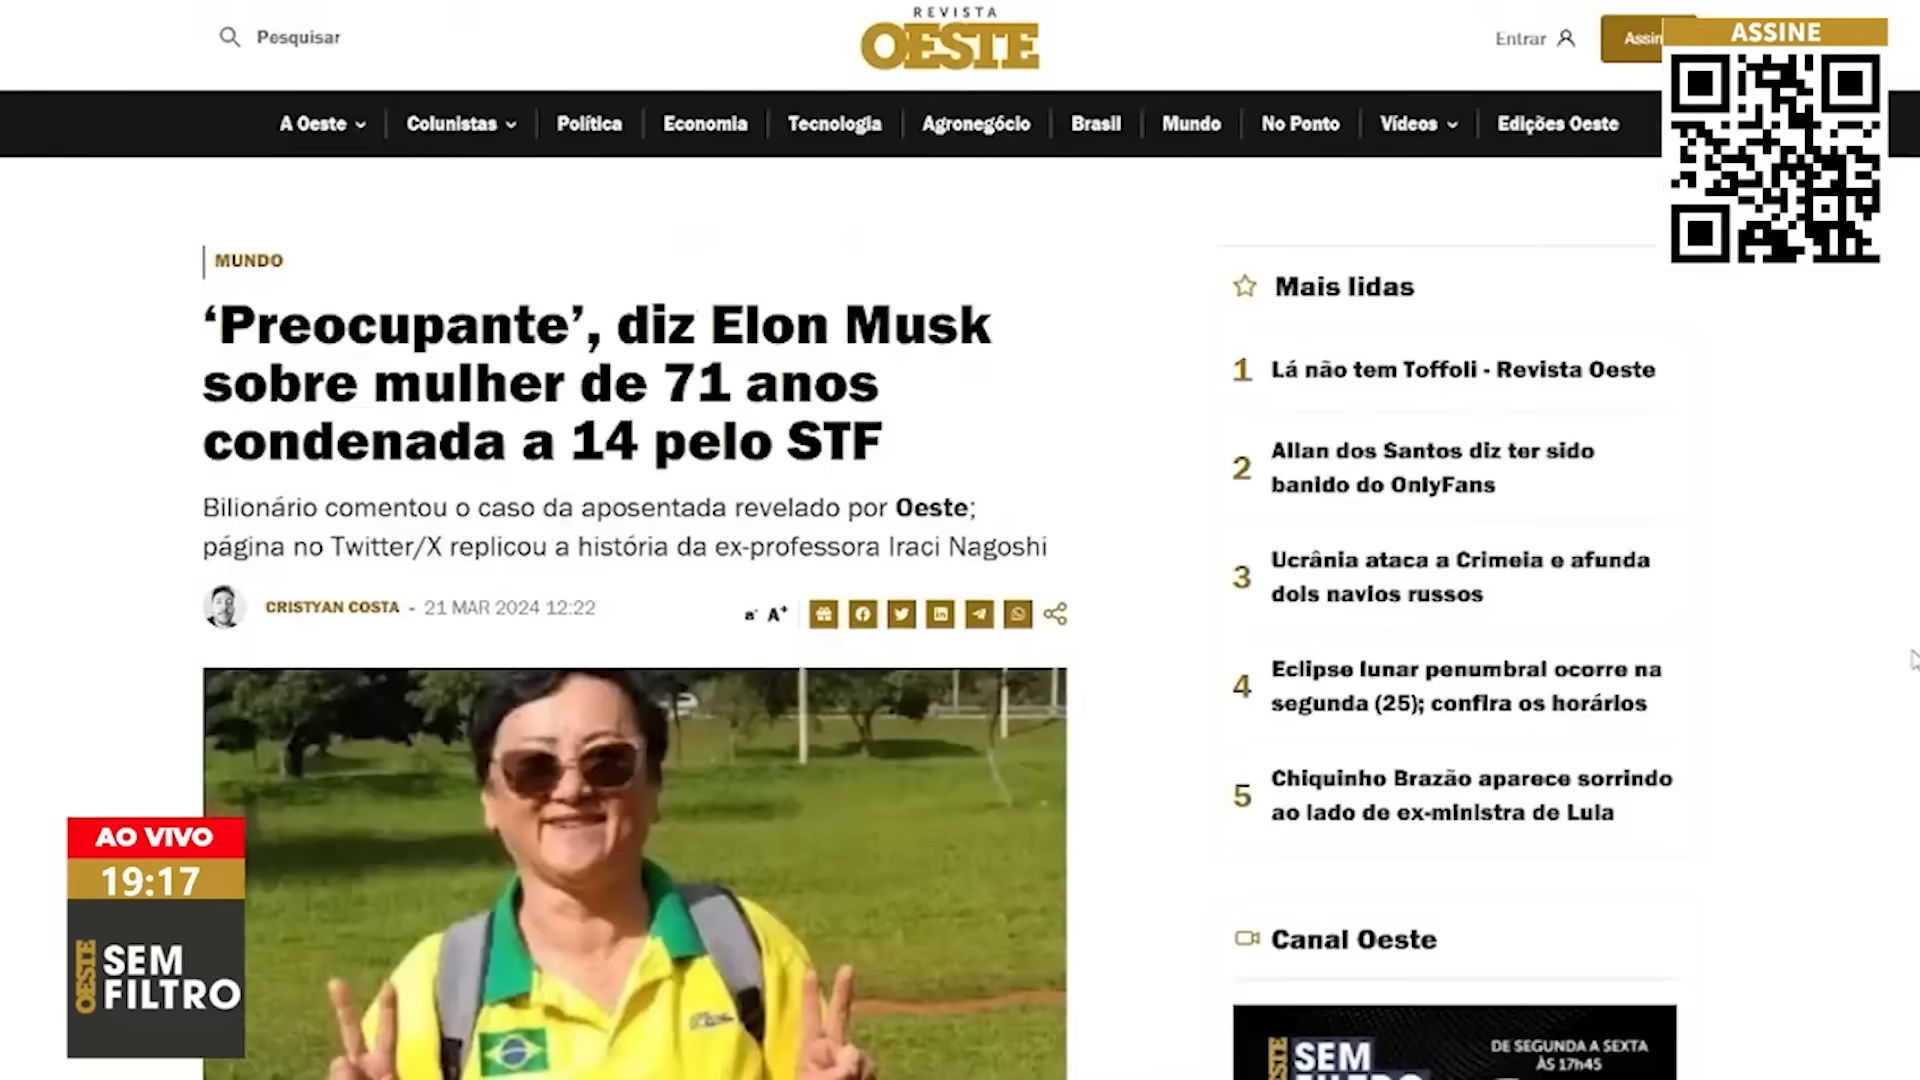 Pesquisar
REVISTA
OESTE
Entrar
Assin
ASSINE
A Oeste
Colunistas
Política
Economia
Tecnologia
Agronegócio
Brasil
Mundo
No Ponto
Vídeos
Edições Oeste
MUNDO
‘Preocupante’, diz Elon Musk
sobre mulher de 71 anos
condenada a 14 pelo STF
Bilionário comentou o caso da aposentada revelado por Oeste;
página no Twitter/X replicou a história da ex-professora Iraci Nagoshi
CRISTYAN COSTA - 21 MAR 2024 12:22
a- A+
Mais lidas
1 Lá não tem Toffoli - Revista Oeste
2 Allan dos Santos diz ter sido
banido do OnlyFans
3 Ucrânia ataca a Crimeia e afunda
dois navios russos
4 Eclipse lunar penumbral ocorre na
segunda (25); confira os horários
5 Chiquinho Brazão aparece sorrindo
ao lado de ex-ministra de Lula
Canal Oeste
OESTE
SEM
FILTRO
DE SEGUNDA A SEXTA
ÀS 17h45
AO VIVO
19:17
OESTE
SEM
FILTRO